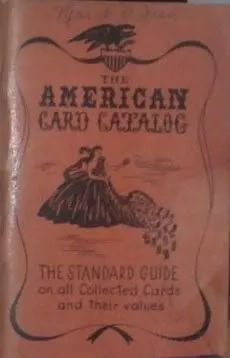 THE
AMERICAN
CARD CATALOG
THE STANDARD GUIDE
on all Collected Cards
and their values